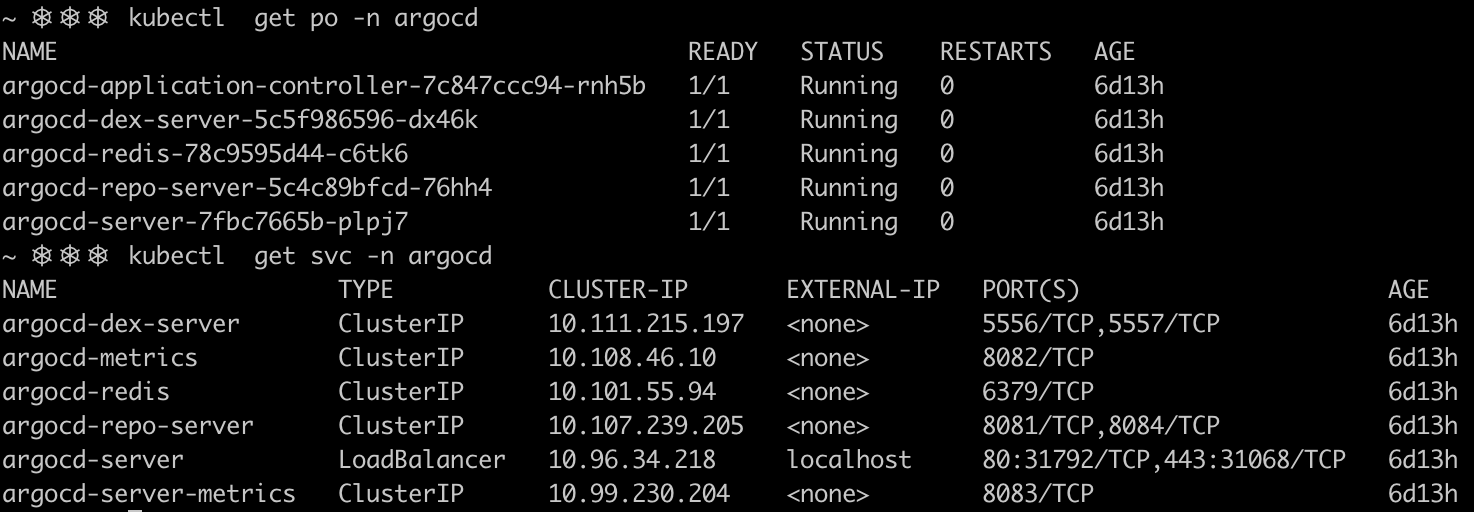 ~ ⎈⎈⎈ kubectl  get po -n argocd
NAME                                             READY   STATUS    RESTARTS   AGE
argocd-application-controller-7c847ccc94-rnh5b   1/1     Running   0          6d13h
argocd-dex-server-5c5f986596-dx46k               1/1     Running   0          6d13h
argocd-redis-78c9595d44-c6tk6                    1/1     Running   0          6d13h
argocd-repo-server-5c4c89bfcd-76hh4              1/1     Running   0          6d13h
argocd-server-7fbc7665b-plpj7                    1/1     Running   0          6d13h
~ ⎈⎈⎈ kubectl  get svc -n argocd
NAME                    TYPE           CLUSTER-IP       EXTERNAL-IP   PORT(S)                      AGE
argocd-dex-server       ClusterIP      10.111.215.197   <none>        5556/TCP,5557/TCP            6d13h
argocd-metrics          ClusterIP      10.108.46.10     <none>        8082/TCP                     6d13h
argocd-redis            ClusterIP      10.101.55.94     <none>        6379/TCP                     6d13h
argocd-repo-server      ClusterIP      10.107.239.205   <none>        8081/TCP,8084/TCP            6d13h
argocd-server           LoadBalancer   10.96.34.218     localhost     80:31792/TCP,443:31068/TCP   6d13h
argocd-server-metrics   ClusterIP      10.99.230.204    <none>        8083/TCP                     6d13h